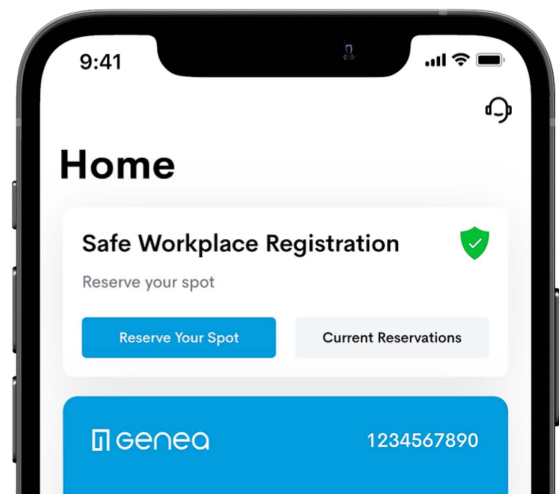 9:41
Home
Safe Workplace Registration
Reserve your spot
Reserve Your Spot
Current Reservations
Genea
1234567890